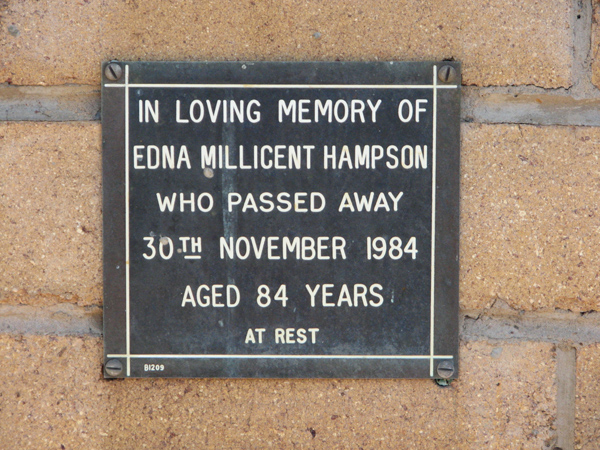 IN LOVING MEMORY OF
EDNA MILLICENT HAMPSON
WHO PASSED AWAY
30TH NOVEMBER 1984
AGED 84 YEARS
AT REST
B1209